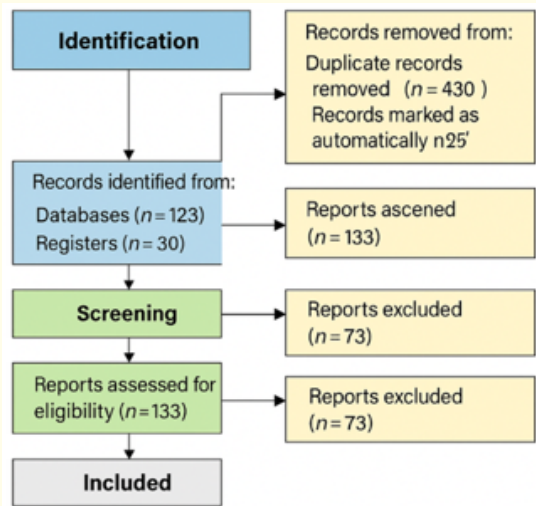 Identification
Records removed from:
Duplicate records
removed (n = 430 )
Records marked as
automatically n25'
Records identified from:
Databases (n = 123)
Registers (n = 30)
Reports ascened
(n = 133)
Screening
Reports excluded
(n = 73)
Reports assessed for
eligibility (n = 133)
Reports excluded
(n = 73)
Included